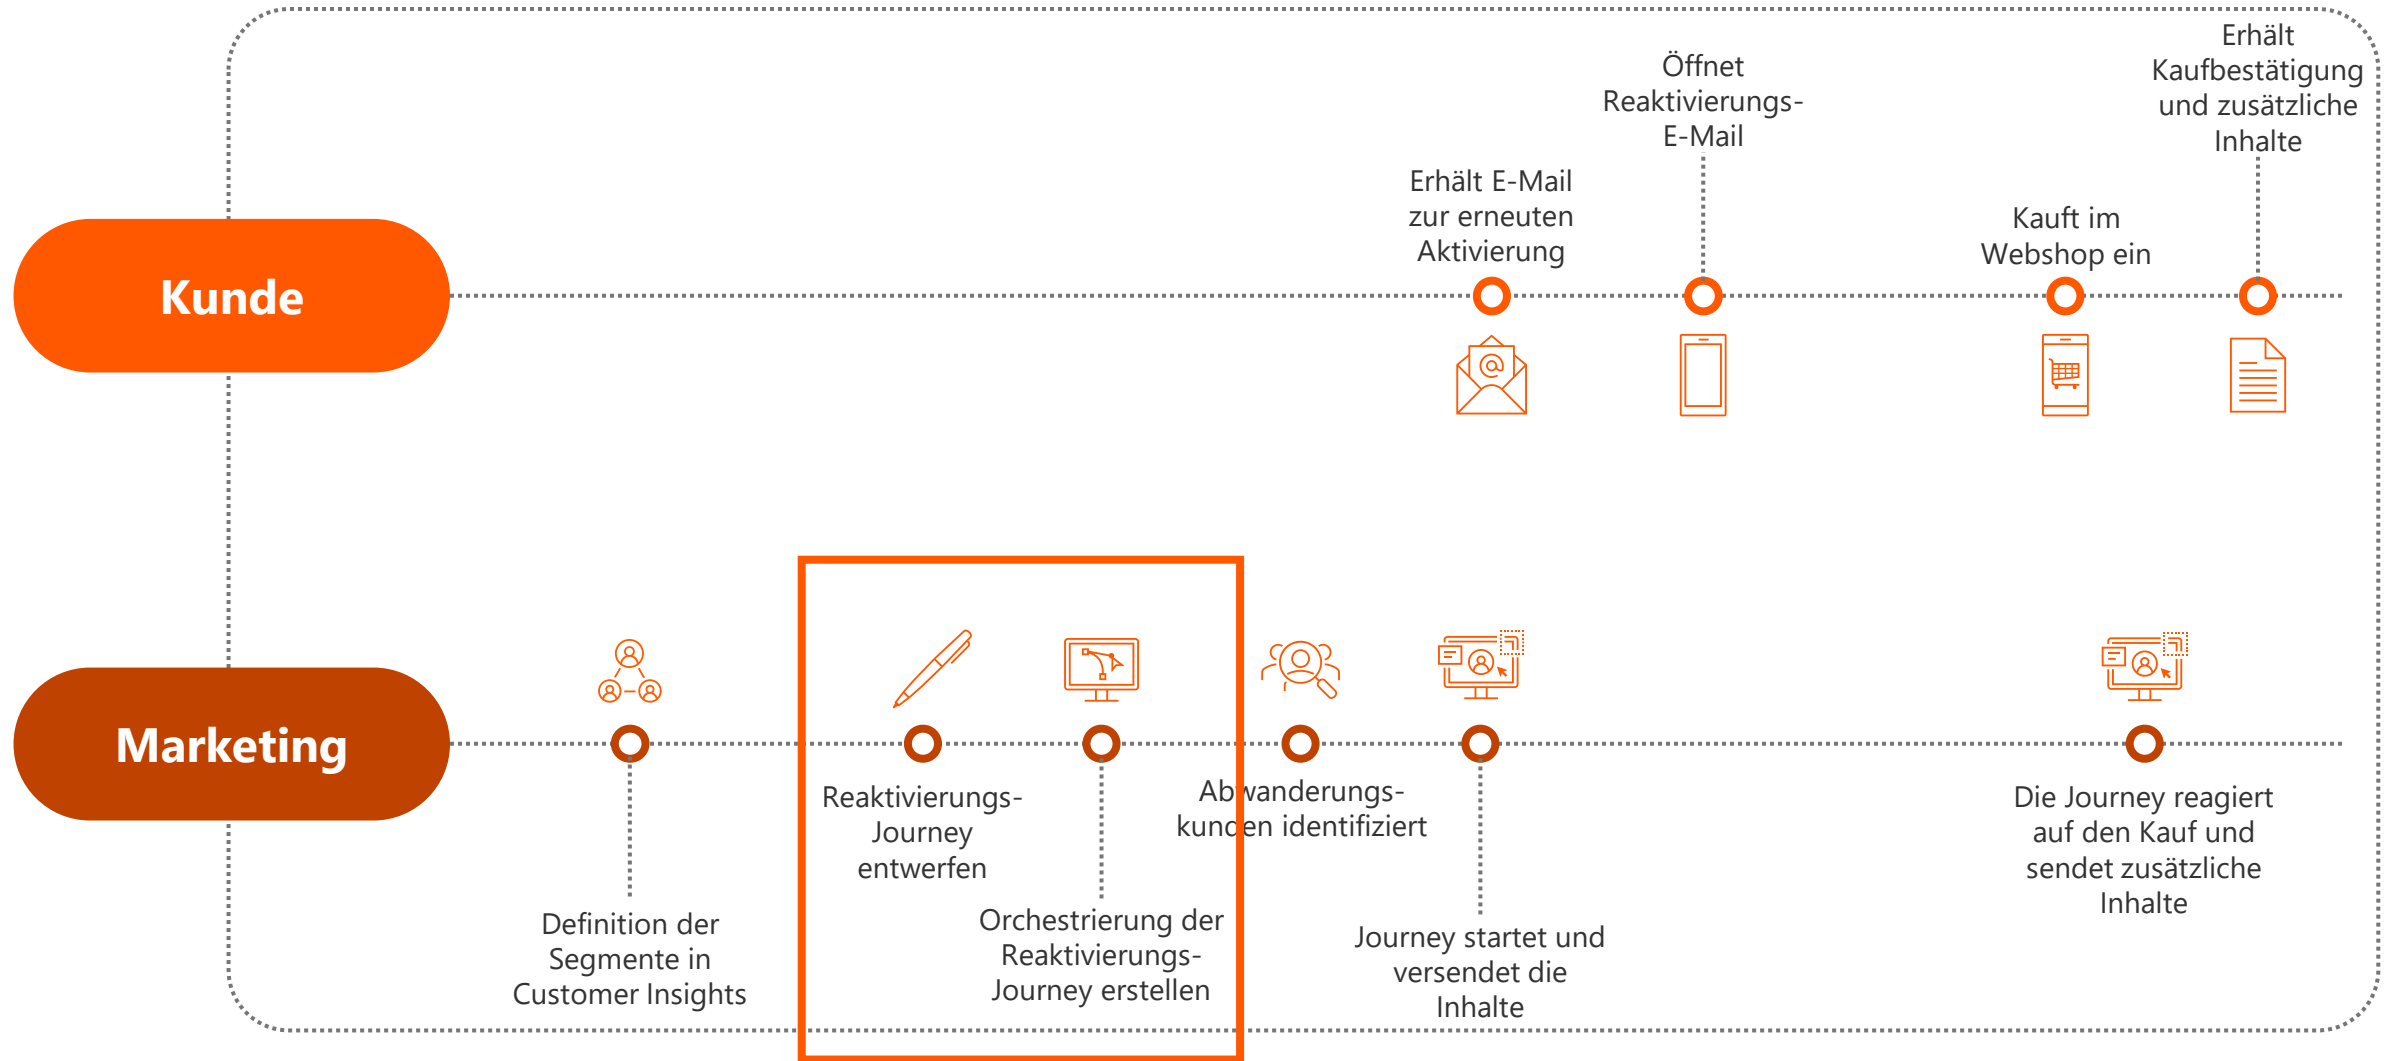 Kunde
Erhält E-Mail
zur erneuten
Aktivierung
Öffnet
Reaktivierungs-
E-Mail
Kauft im
Webshop ein
Erhält
Kaufbestätigung
und zusätzliche
Inhalte
Marketing
Definition der
Segmente in
Customer Insights
Reaktivierungs-
Journey
entwerfen
Orchestrierung der
Reaktivierungs-
Journey erstellen
Abwanderungs-
kunden identifiziert
Journey startet und
versendet die
Inhalte
Die Journey reagiert
auf den Kauf und
sendet zusätzliche
Inhalte